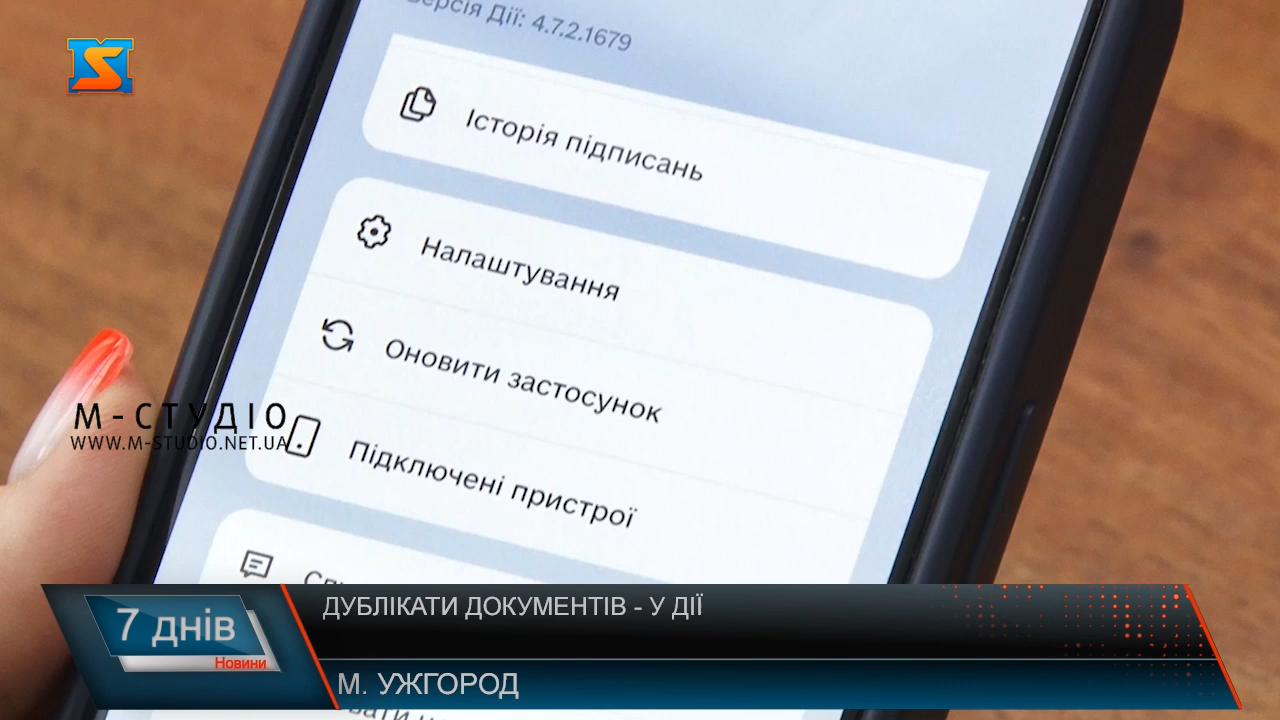 Версія Дії: 4.7.2.1679
Історія підписань
Налаштування
Оновити застосунок
Підключені пристрої
М-СТУДІО
WWW.M-STUDIO.NET.UA
ДУБЛІКАТИ ДОКУМЕНТІВ - У ДІЇ
7 днів
Новини
М. УЖГОРОД